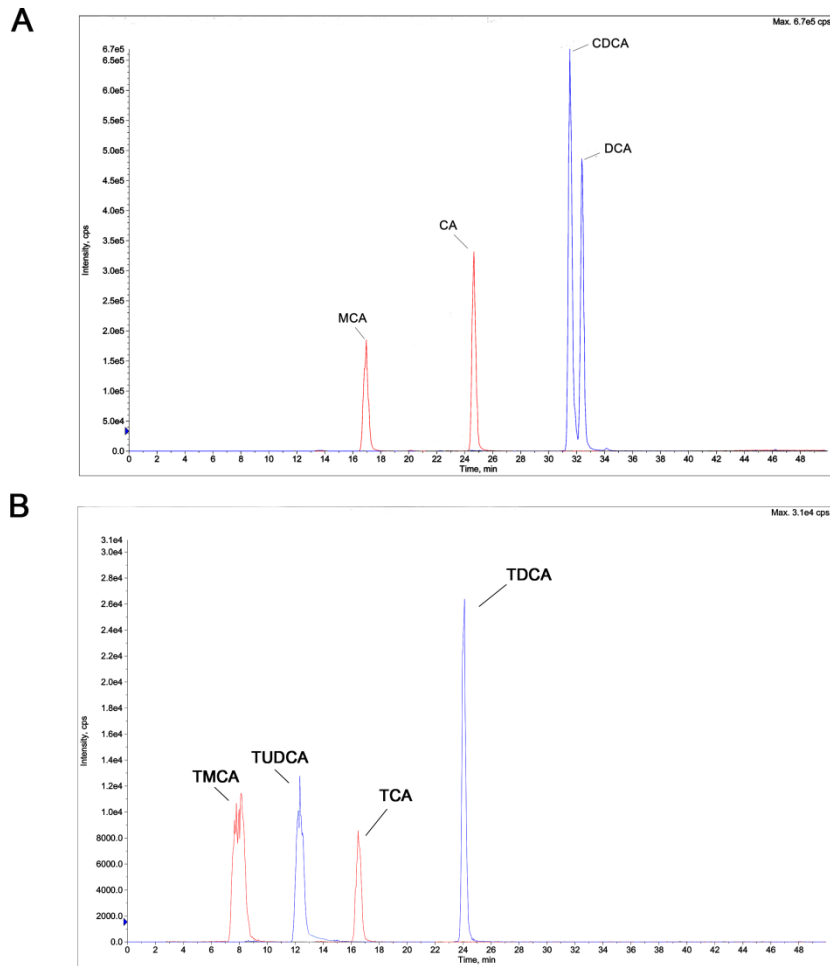 A
Max. 6.7e5 cps
CDCA
DCA
CA
MCA
Intensity, cps
6.7e5
6.5e5
6.0e5
5.5e5
5.0e5
4.5e5
4.0e5
3.5e5
3.0e5
2.5e5
2.0e5
1.5e5
1.0e5
5.0e4
0.0
0 2 4 6 8 10 12 14 16 18 20 22 24 26 28 30 32 34 36 38 40 42 44 46 48
Time, min
B
Max. 3.1e4 cps
TDCA
TUDCA
TMCA
TCA
Intensity, cps
3.1e4
3.0e4
2.8e4
2.6e4
2.4e4
2.2e4
2.0e4
1.8e4
1.6e4
1.4e4
1.2e4
1.0e4
8000.0
6000.0
4000.0
2000.0
0.0
0 2 4 6 8 10 12 14 16 18 20 22 24 26 28 30 32 34 36 38 40 42 44 46 48
Time, min